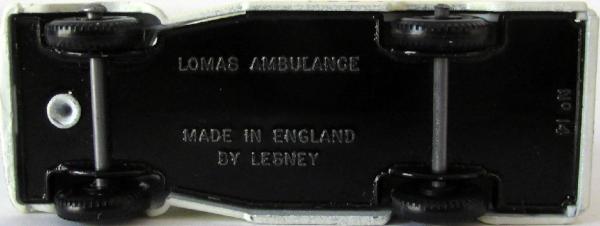 LOMAS AMBULANCE
MADE IN ENGLAND
BY LESNEY
No 14